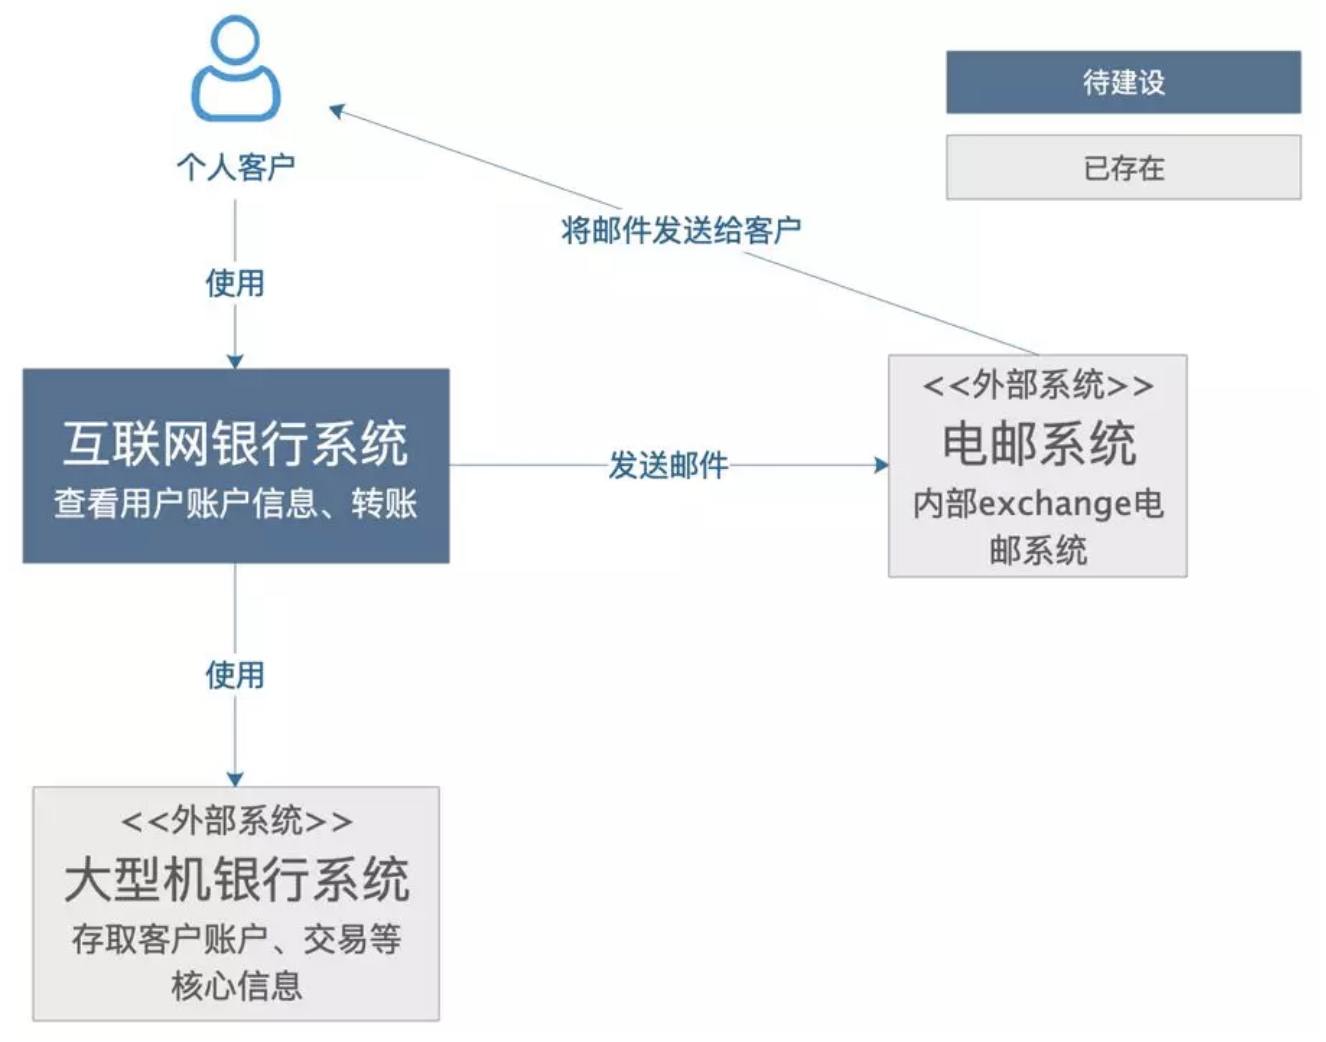 待建设
已存在
个人客户
将邮件发送给客户
使用
互联网银行系统
查看用户账户信息、转账
发送邮件
<<外部系统>>
电邮系统
内部exchange电
邮系统
使用
<<外部系统>>
大型机银行系统
存取客户账户、交易等
核心信息